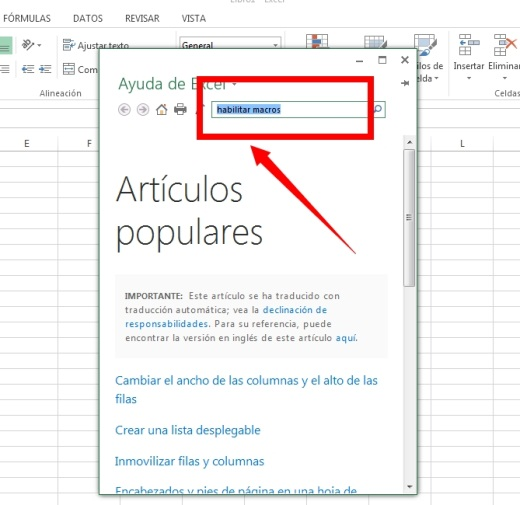 Libro1 - Excel
FÓRMULAS DATOS REVISAR VISTA
Ajustar texto
General
Insertar
Alineación
Celdas
Ayuda de Excel
habilitar macros
E F L
Artículos
populares
IMPORTANTE: Este artículo se ha traducido con
traducción automática; vea la declinación de
responsabilidades. Para su referencia, puede
encontrar la versión en inglés de este artículo aquí.
Cambiar el ancho de las columnas y el alto de las
filas
Crear una lista desplegable
Inmovilizar filas y columnas
Encabezados y pies de página en una hoja de